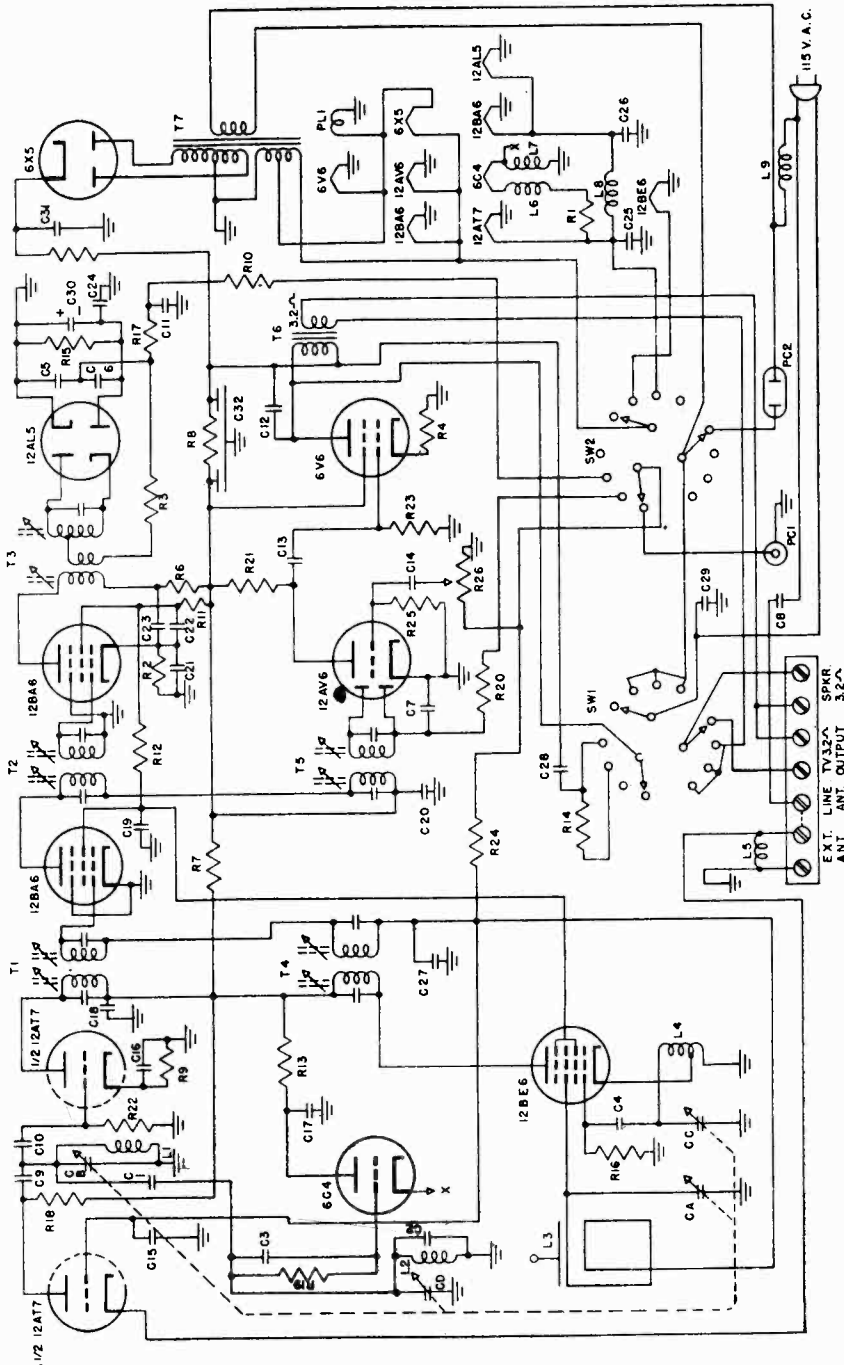 6X5
T7
C31
12AL5
C5
C
6
R15
C30
+
-
C24
R17
C11
R10
R3
T3
12BA6
R6
C23
C22
R11
R2
C21
T2
R12
12BA6
C19
T1
1/2 12AT7
C18
C16
R9
C10
C9
R22
L1
C
B
C
1
R18
C15
1/2 12AT7
R7
R8
C32
R21
C12
T6
3.2
6V6
R4
C13
R23
C14
R26
R25
12AV6
C7
R20
T5
C20
R24
T4
C27
R13
C17
6C4
X
C3
R19
L2
CD
L3
12BE6
C4
L4
R16
CC
CA
PL1
6V6
6X5
12AV6
12BA6
12AL5
12BA6
6C4
X
L7
12AT7
L6
R1
L8
C25
C26
12BE6
SW2
SW1
C28
R14
C29
PC1
PC2
L9
115 V. A.C.
C8
L5
EXT. LINE TV 3.2 SPKR.
ANT. ANT. OUTPUT 3.2